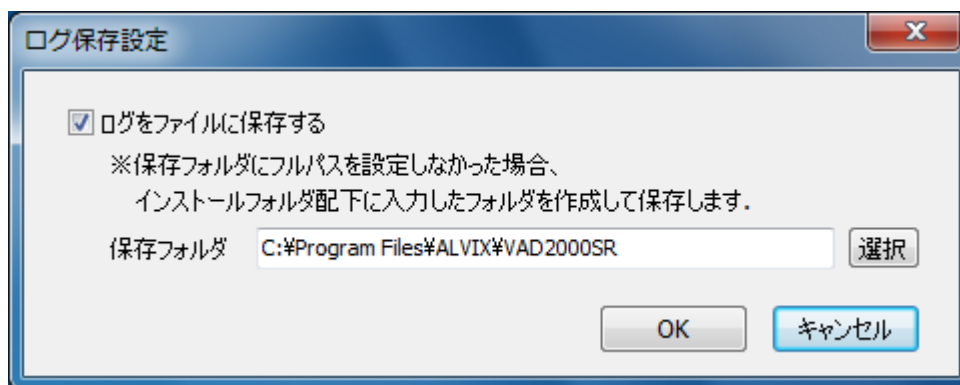 ログ保存設定
ログをファイルに保存する
※保存フォルダにフルパスを設定しなかった場合、
インストールフォルダ配下に入力したフォルダを作成して保存します.
保存フォルダ C:¥Program Files¥ALVIX¥VAD2000SR 選択
OK キャンセル